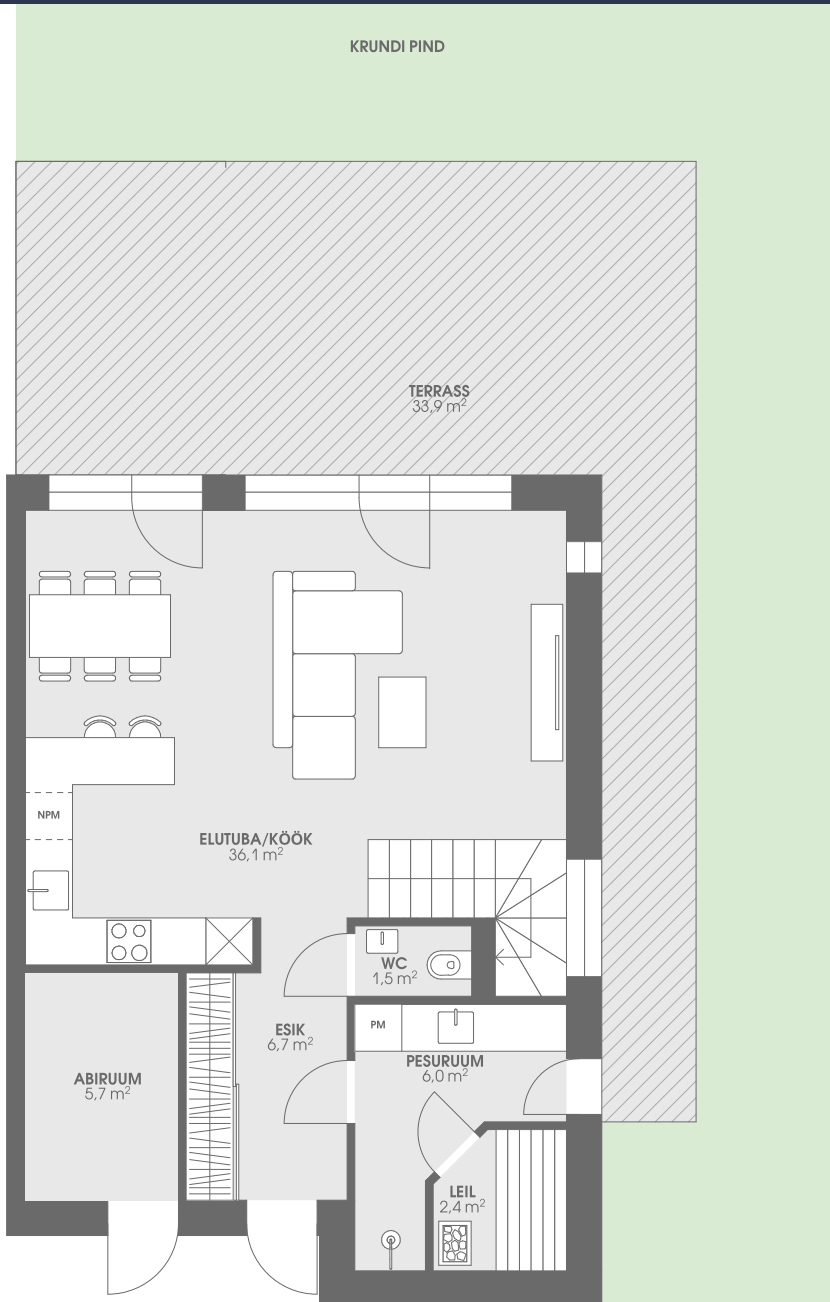 KRUNDI PIND
TERRASS
33,9 m²
NPM
ELUTUBA/KÖÖK
36,1 m²
WC
1,5 m²
ESIK
6,7 m²
PM
PESURUUM
6,0 m²
ABIRUUM
5,7 m²
LEIL
2,4 m²